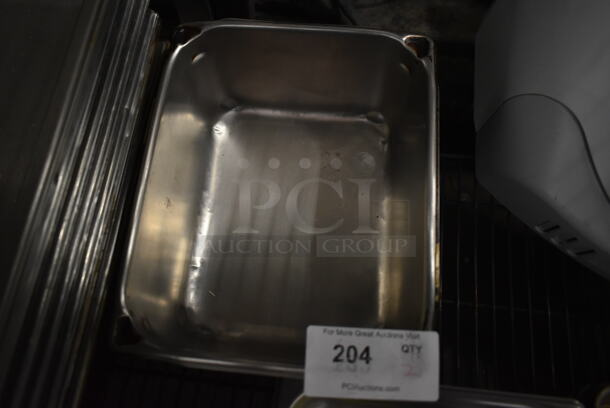 PCI
AUCTION GROUP
For More Great Auctions Visit
204
QTY
PCIAuctions.com